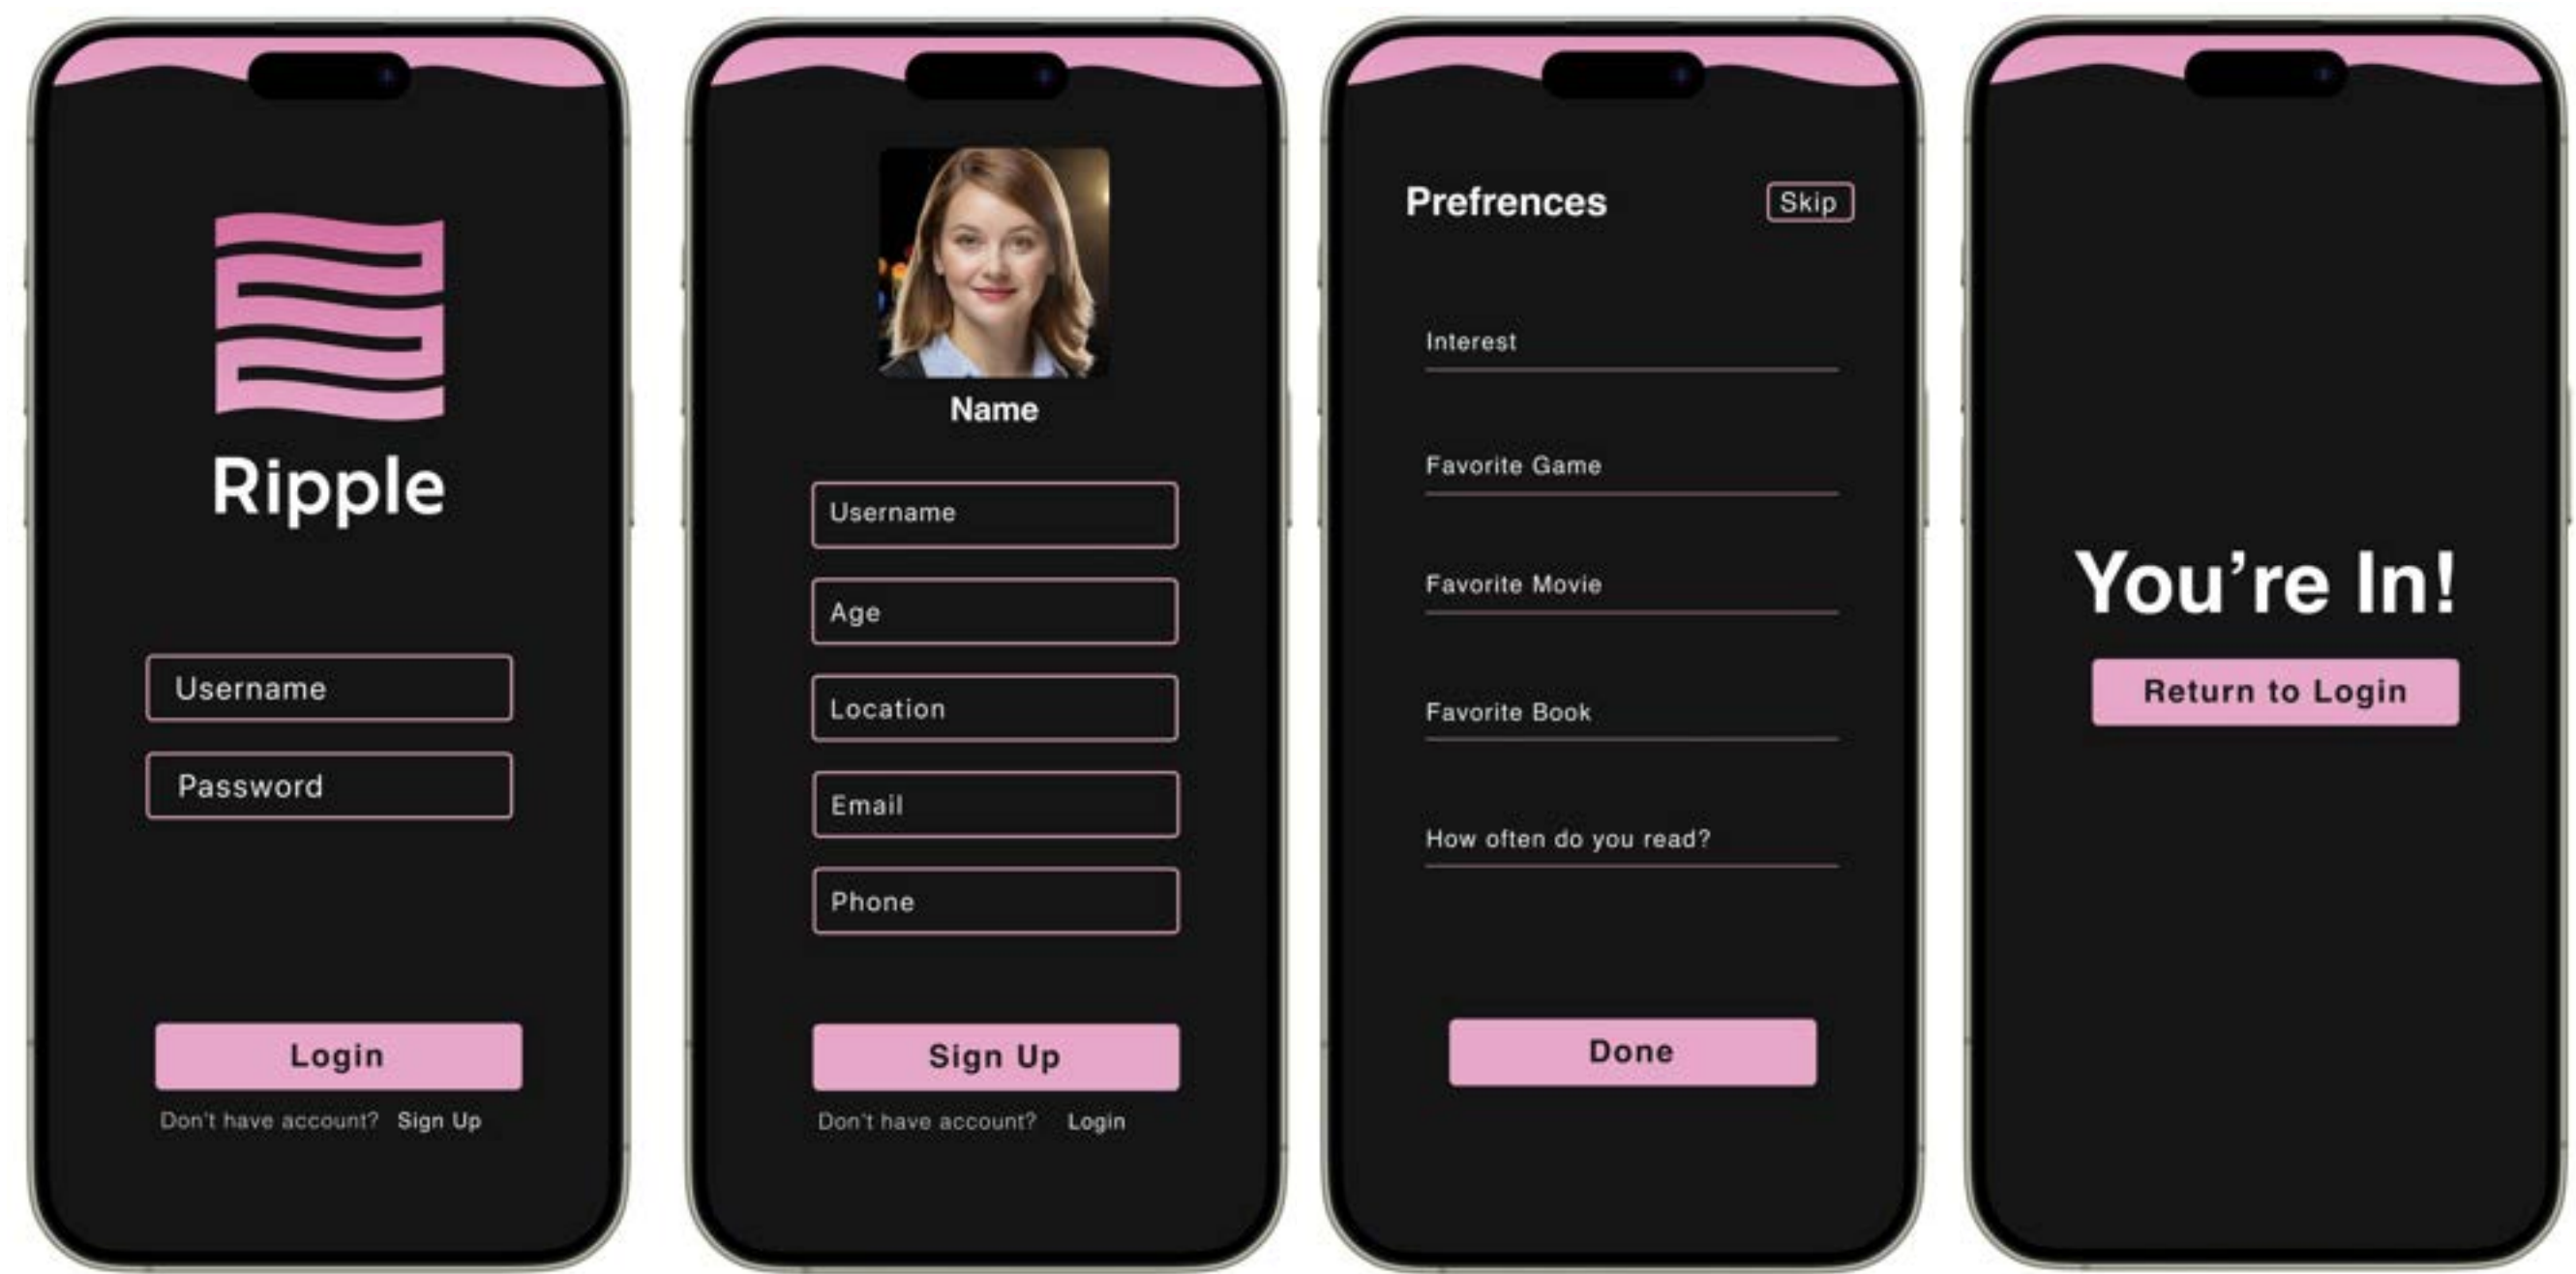 Ripple
Username
Password
Login
Don't have account? Sign Up
Name
Username
Age
Location
Email
Phone
Sign Up
Don't have account? Login
Prefrences Skip
Interest
Favorite Game
Favorite Movie
Favorite Book
How often do you read?
Done
You're In!
Return to Login